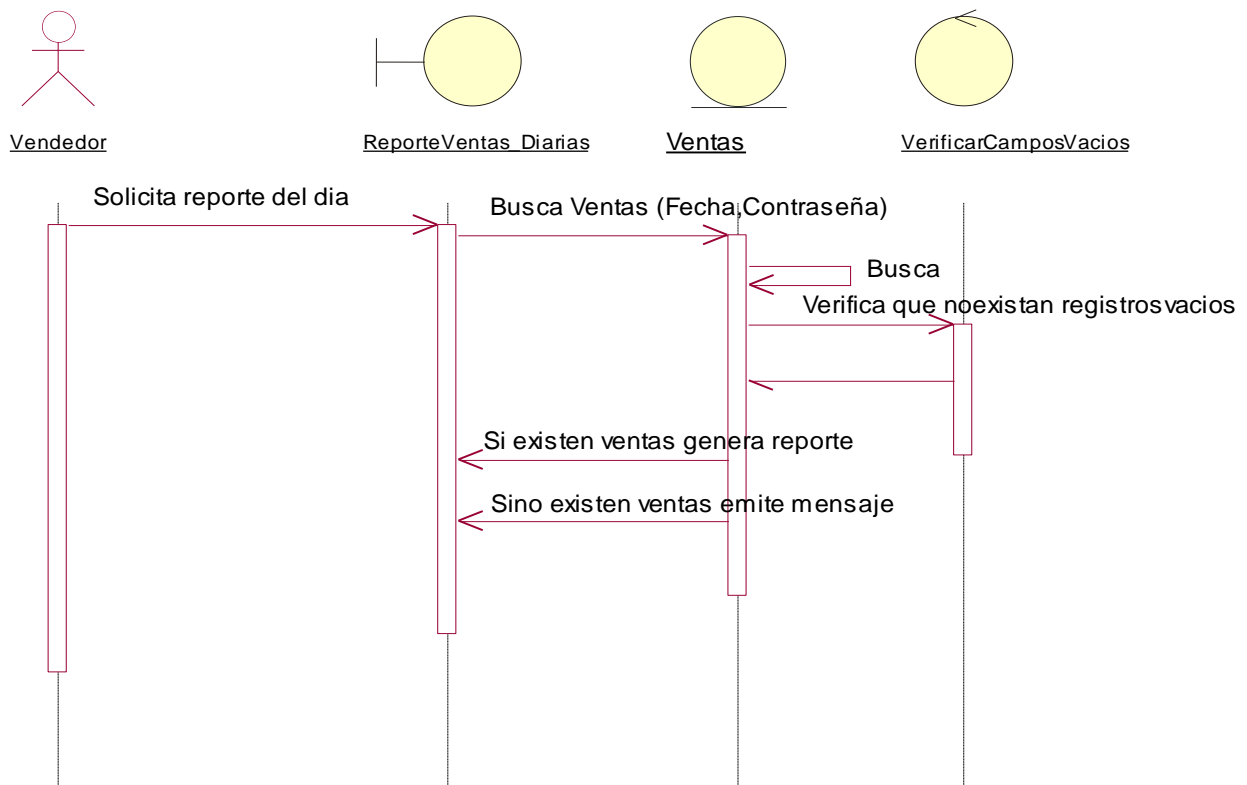 Vendedor
ReporteVentas_Diarias
Ventas
VerificarCamposVacios
Solicita reporte del dia
Busca Ventas (Fecha,Contraseña)
Busca
Verifica que noexistan registrosvacios
Si existen ventas genera reporte
Sino existen ventas emite mensaje